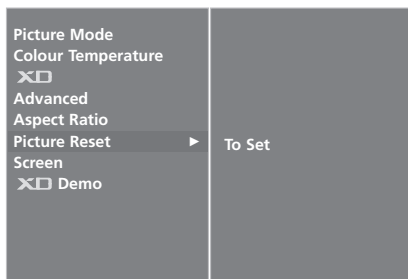 Picture Mode
Colour Temperature
XD
Advanced
Aspect Ratio
Picture Reset ►
To Set
Screen
XD Demo